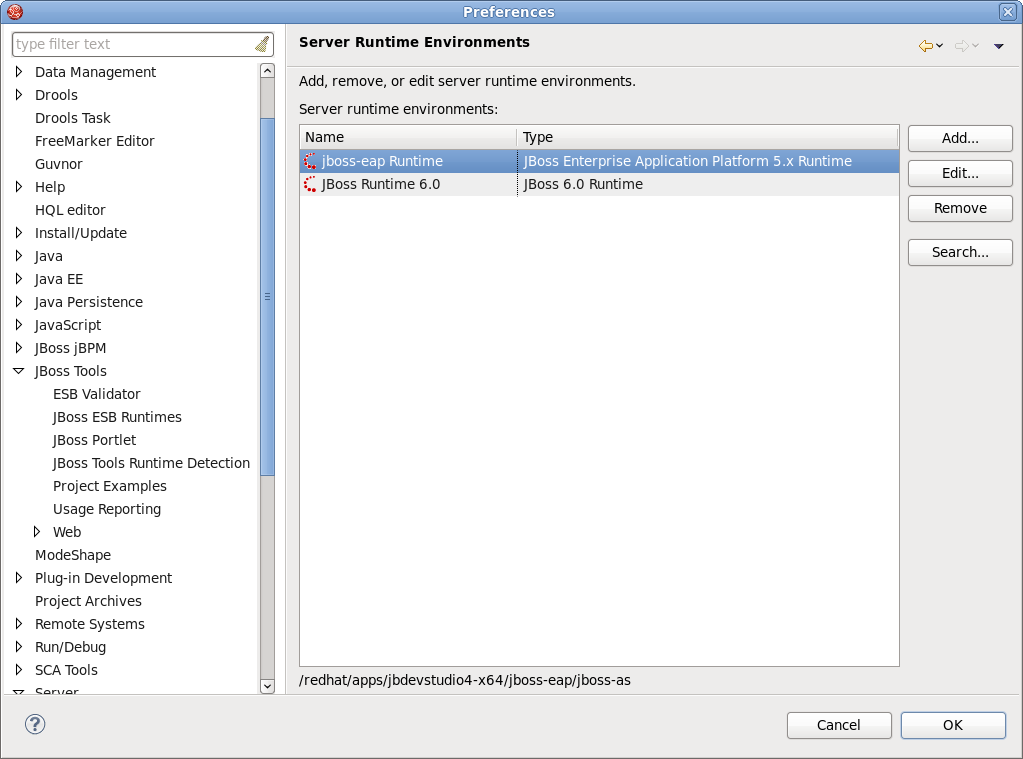 Preferences
type filter text
Data Management
Drools
Drools Task
FreeMarker Editor
Guvnor
Help
HQL editor
Install/Update
Java
Java EE
Java Persistence
JavaScript
JBoss jBPM
JBoss Tools
ESB Validator
JBoss ESB Runtimes
JBoss Portlet
JBoss Tools Runtime Detection
Project Examples
Usage Reporting
Web
ModeShape
Plug-in Development
Project Archives
Remote Systems
Run/Debug
SCA Tools
Server
Server Runtime Environments
Add, remove, or edit server runtime environments.
Server runtime environments:
Name Type
jboss-eap Runtime JBoss Enterprise Application Platform 5.x Runtime
JBoss Runtime 6.0 JBoss 6.0 Runtime
/redhat/apps/jbdevstudio4-x64/jboss-eap/jboss-as
Add...
Edit...
Remove
Search...
?
Cancel OK